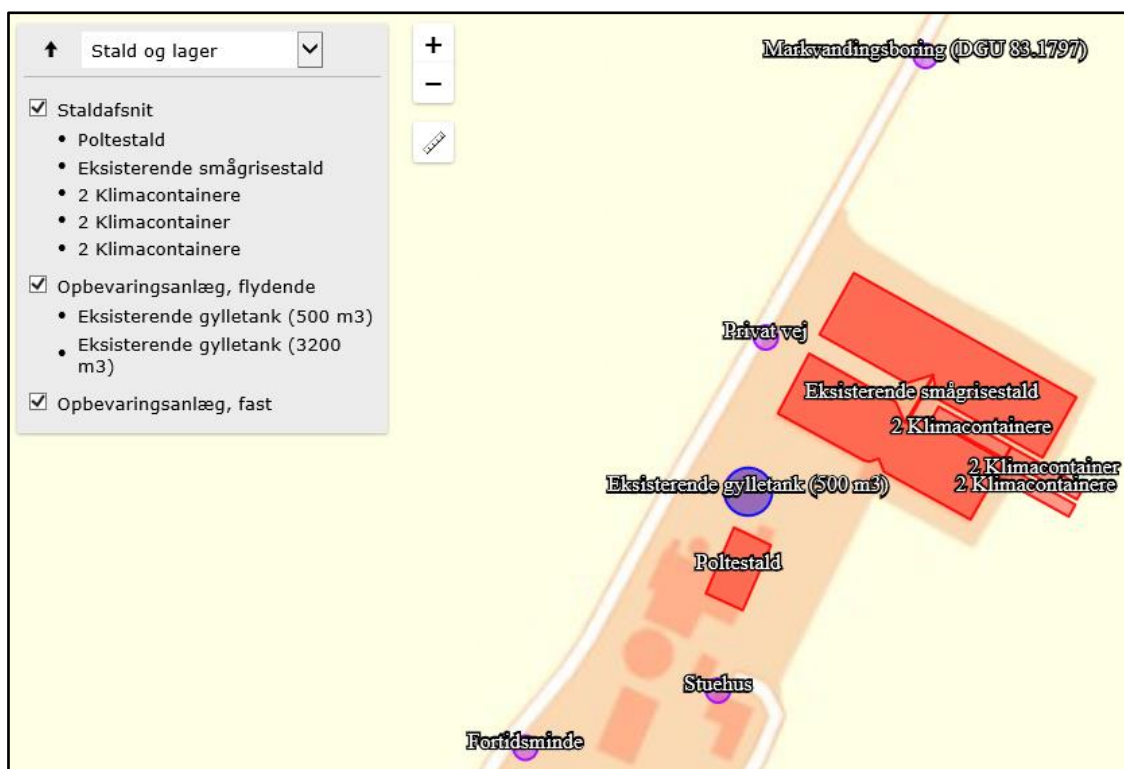 Stald og lager
Staldafsnit
Poltestald
Eksisterende smågrisestald
2 Klimacontainere
2 Klimacontainer
2 Klimacontainere
Opbevaringsanlæg, flydende
Eksisterende gylletank (500 m3)
Eksisterende gylletank (3200
m3)
Opbevaringsanlæg, fast
+
−
Markvandingsboring (DGU 83.1797)
Privat vej
Eksisterende smågrisestald
2 Klimacontainere
2 Klimacontainer
2 Klimacontainere
Eksisterende gylletank (500 m3)
Poltestald
Stuehus
Fortidsminde